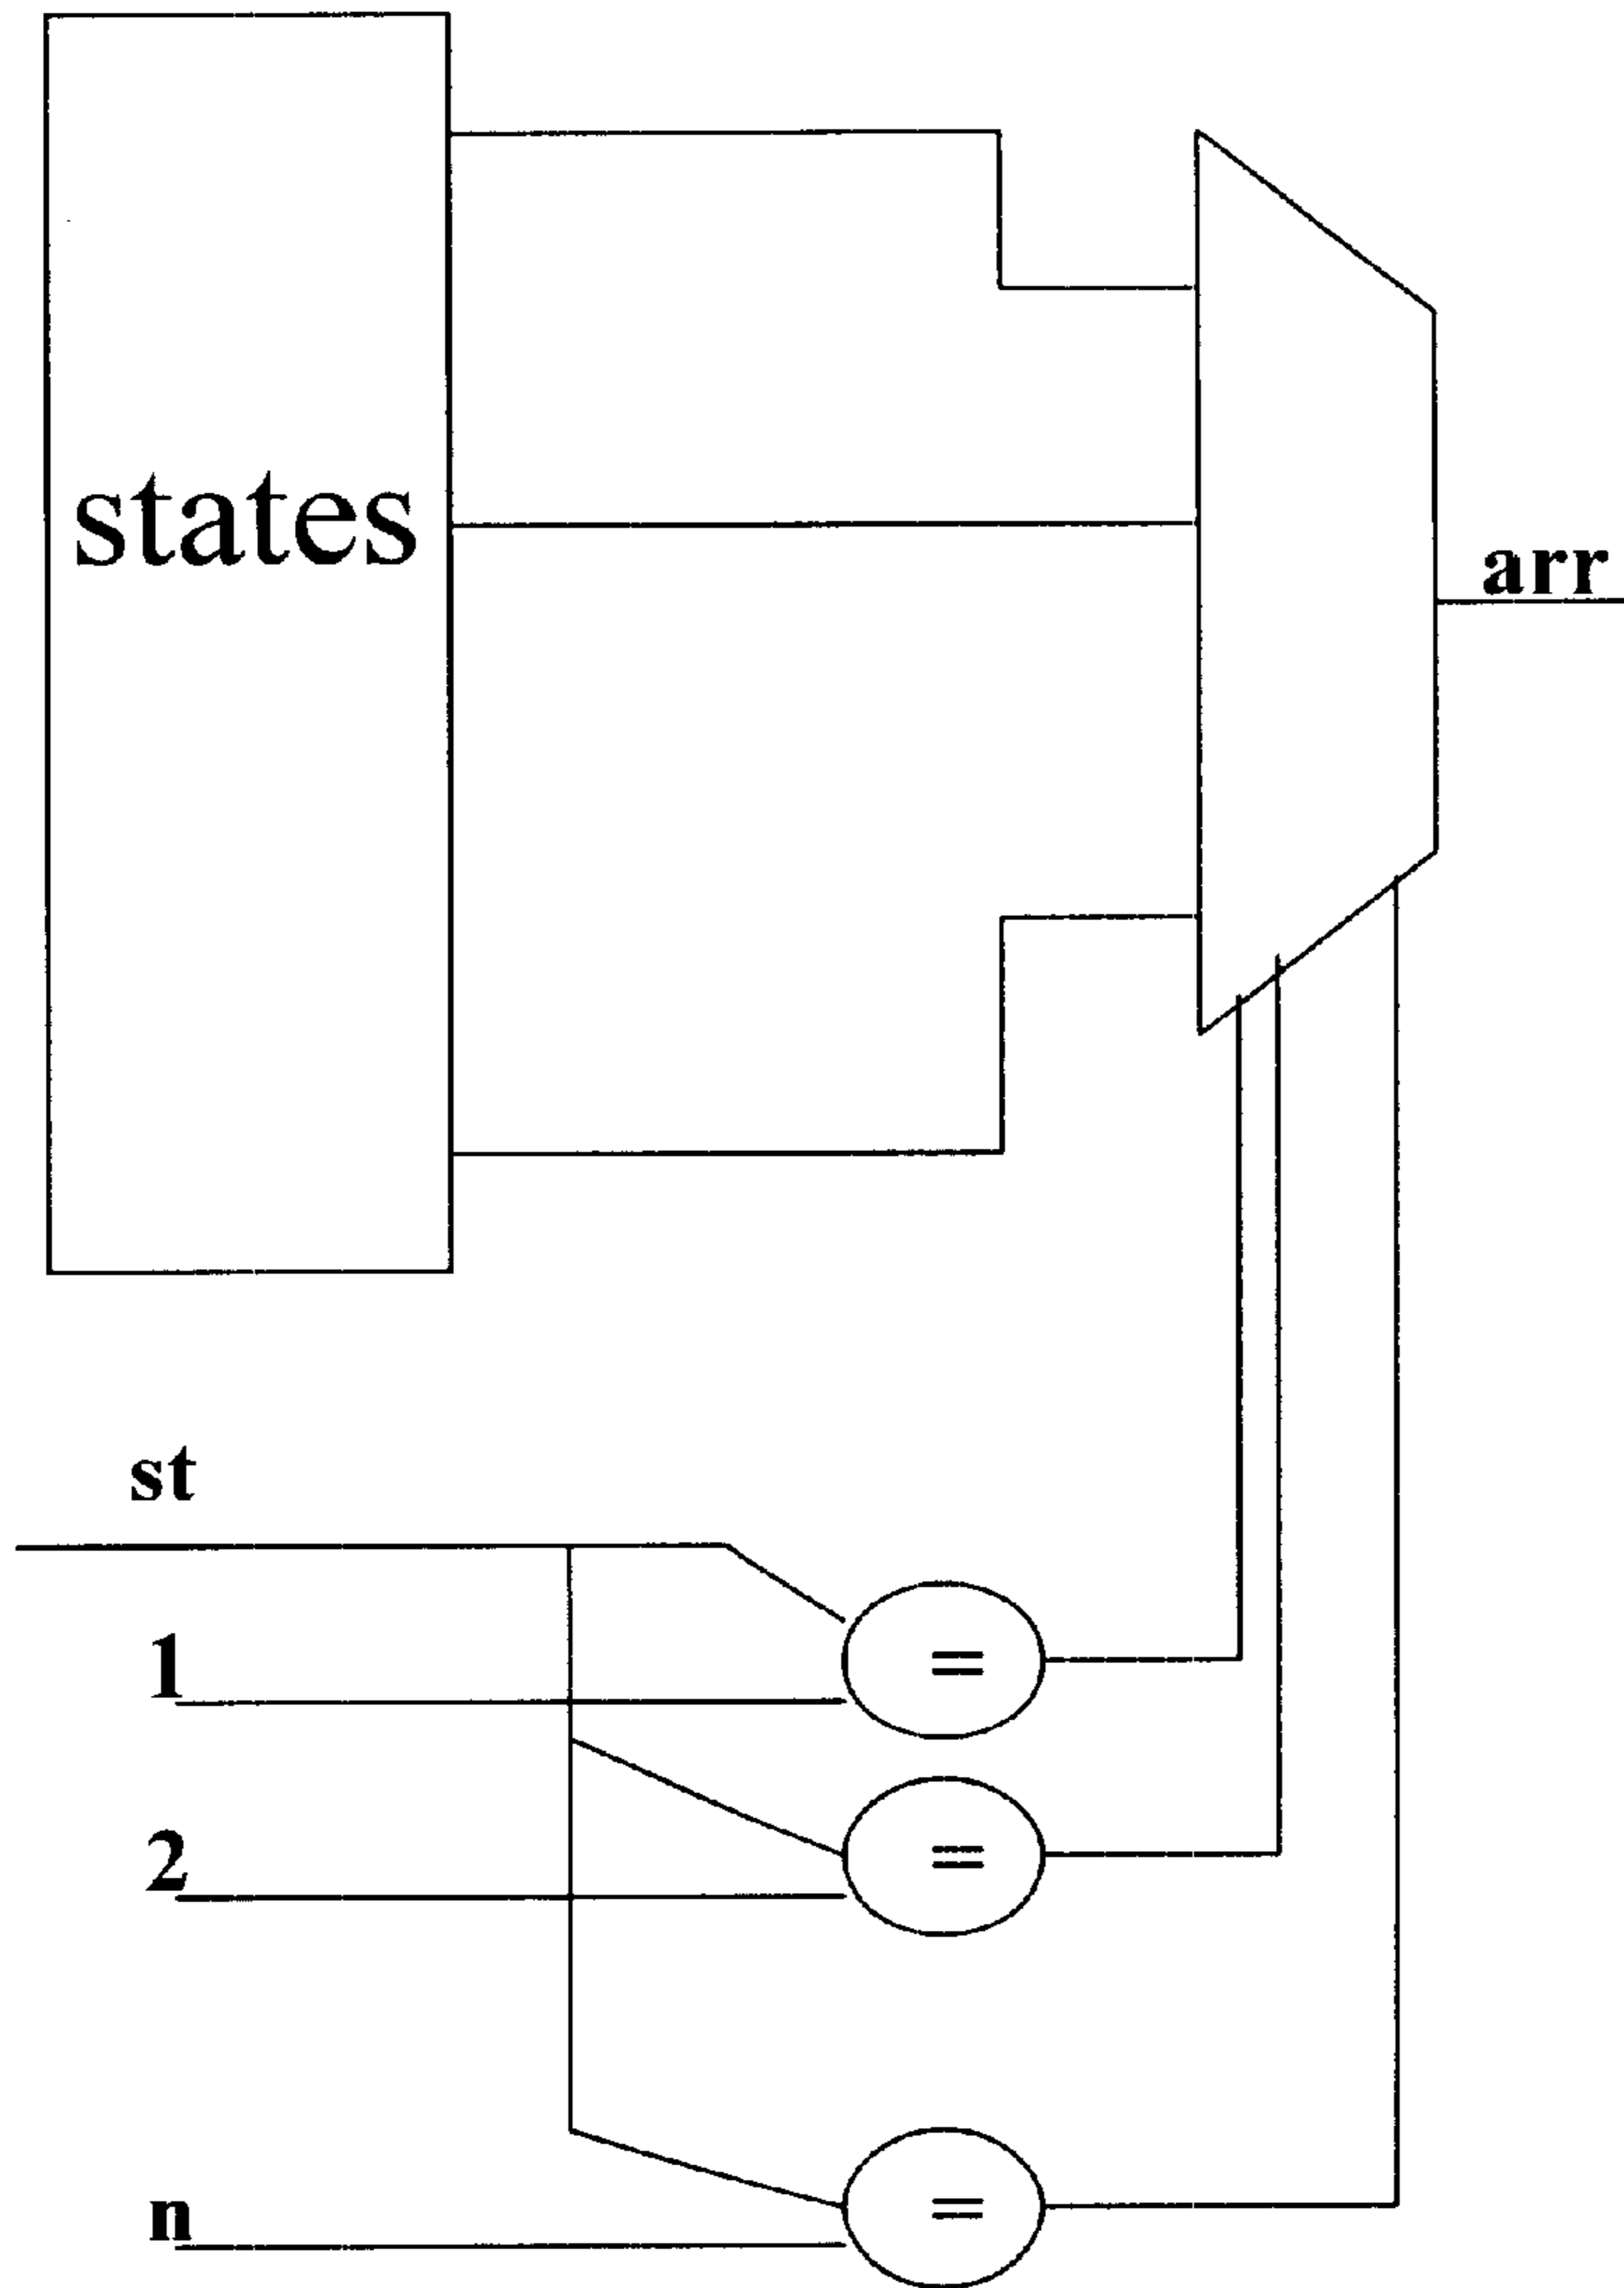 states
arr
st
1
=
2
=
n
=